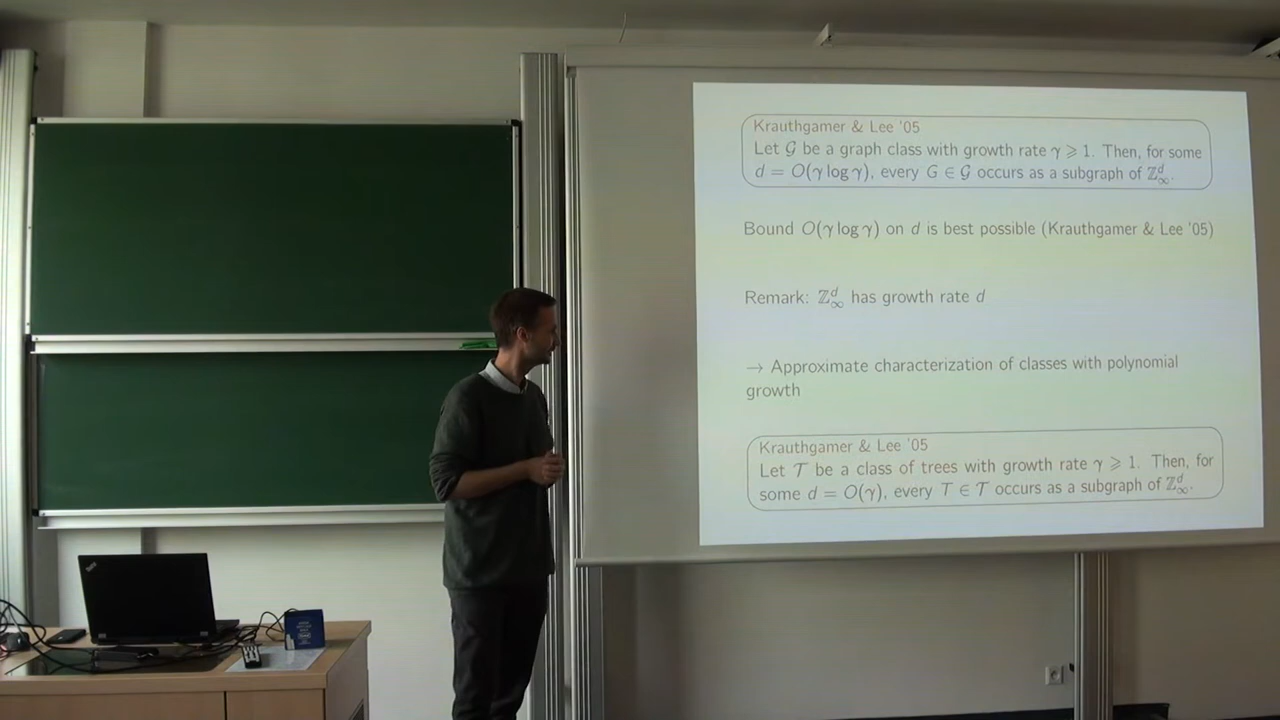 Krauthgamer & Lee '05
Let 𝒢 be a graph class with growth rate γ ⩾ 1. Then, for some
d = O(γ log γ), every G ∈ 𝒢 occurs as a subgraph of ℤ^d_∞.
Bound O(γ log γ) on d is best possible (Krauthgamer & Lee '05)
Remark: ℤ^d_∞ has growth rate d
→ Approximate characterization of classes with polynomial
growth
Krauthgamer & Lee '05
Let 𝒯 be a class of trees with growth rate γ ⩾ 1. Then, for
some d = O(γ), every T ∈ 𝒯 occurs as a subgraph of ℤ^d_∞.